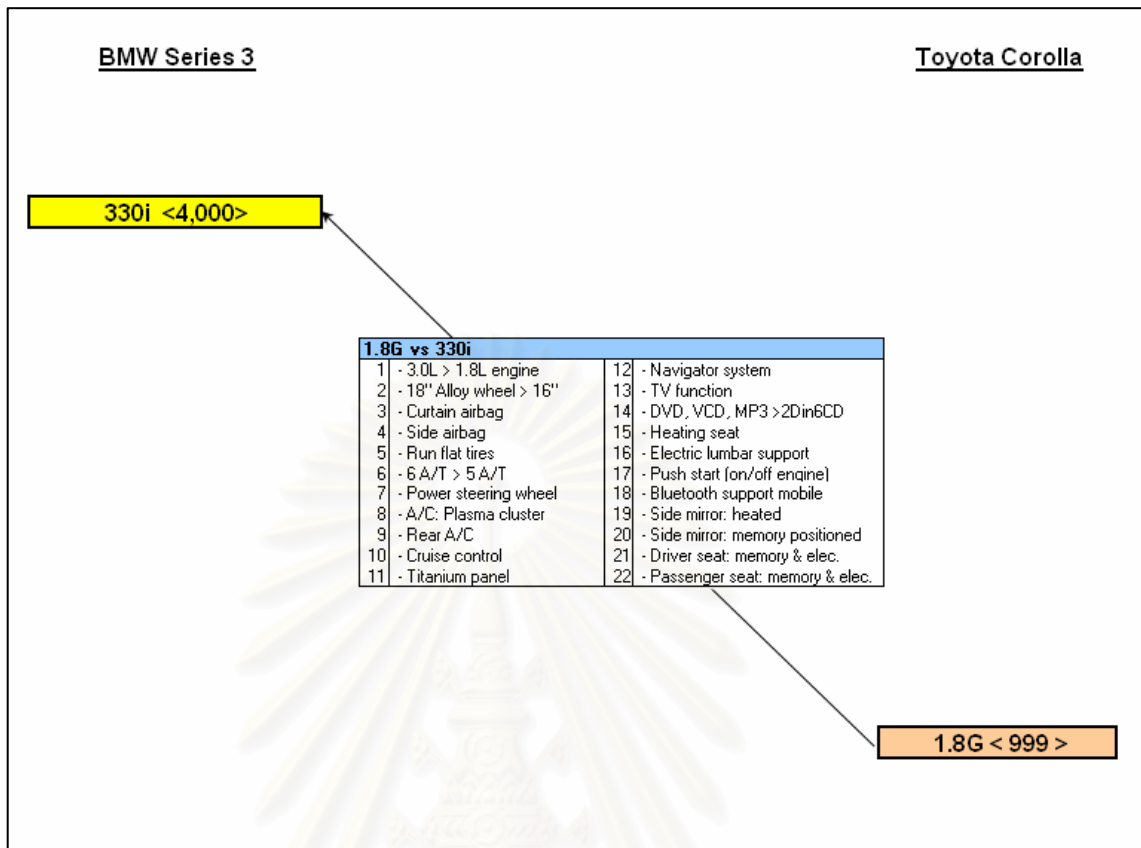 BMW Series 3
Toyota Corolla
330i <4,000>
1.8G vs 330i
1 - 3.0L > 1.8L engine
2 - 18" Alloy wheel > 16"
3 - Curtain airbag
4 - Side airbag
5 - Run flat tires
6 - 6 A/T > 5 A/T
7 - Power steering wheel
8 - A/C: Plasma cluster
9 - Rear A/C
10 - Cruise control
11 - Titanium panel
12 - Navigator system
13 - TV function
14 - DVD, VCD, MP3 >2Din6CD
15 - Heating seat
16 - Electric lumbar support
17 - Push start (on/off engine)
18 - Bluetooth support mobile
19 - Side mirror: heated
20 - Side mirror: memory positioned
21 - Driver seat: memory & elec.
22 - Passenger seat: memory & elec.
1.8G < 999 >